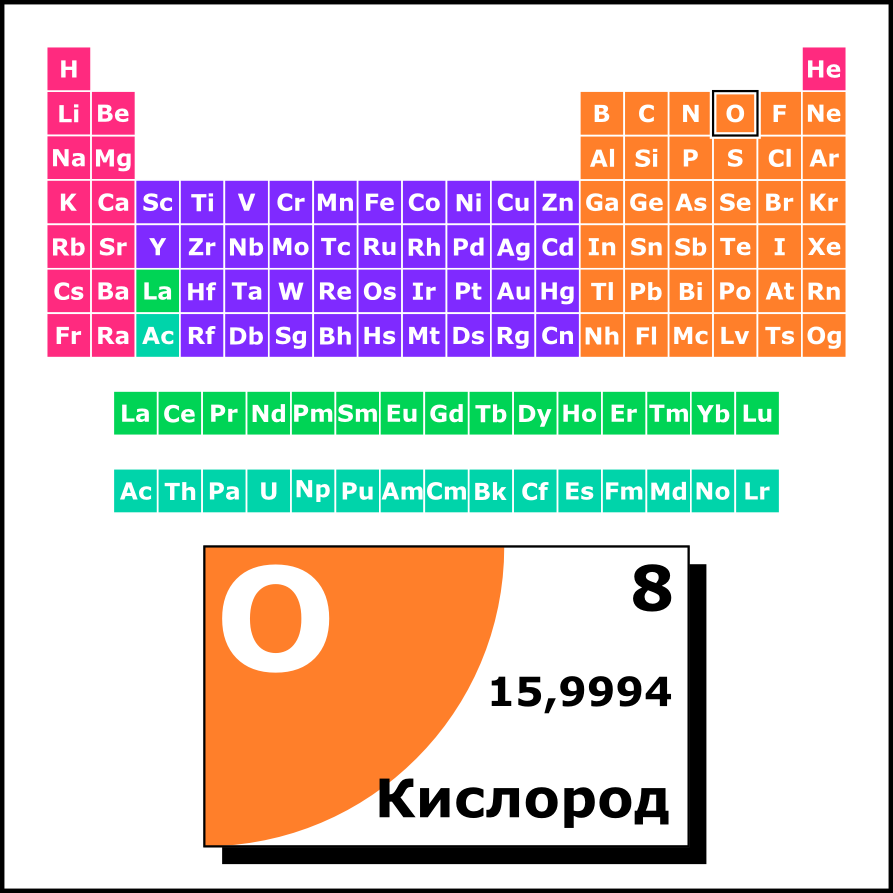 H He
Li Be B C N O F Ne
Na Mg Al Si P S Cl Ar
K Ca Sc Ti V Cr Mn Fe Co Ni Cu Zn Ga Ge As Se Br Kr
Rb Sr Y Zr Nb Mo Tc Ru Rh Pd Ag Cd In Sn Sb Te I Xe
Cs Ba La Hf Ta W Re Os Ir Pt Au Hg Tl Pb Bi Po At Rn
Fr Ra Ac Rf Db Sg Bh Hs Mt Ds Rg Cn Nh Fl Mc Lv Ts Og
La Ce Pr Nd Pm Sm Eu Gd Tb Dy Ho Er Tm Yb Lu
Ac Th Pa U Np Pu Am Cm Bk Cf Es Fm Md No Lr
O 8
15,9994
Кислород